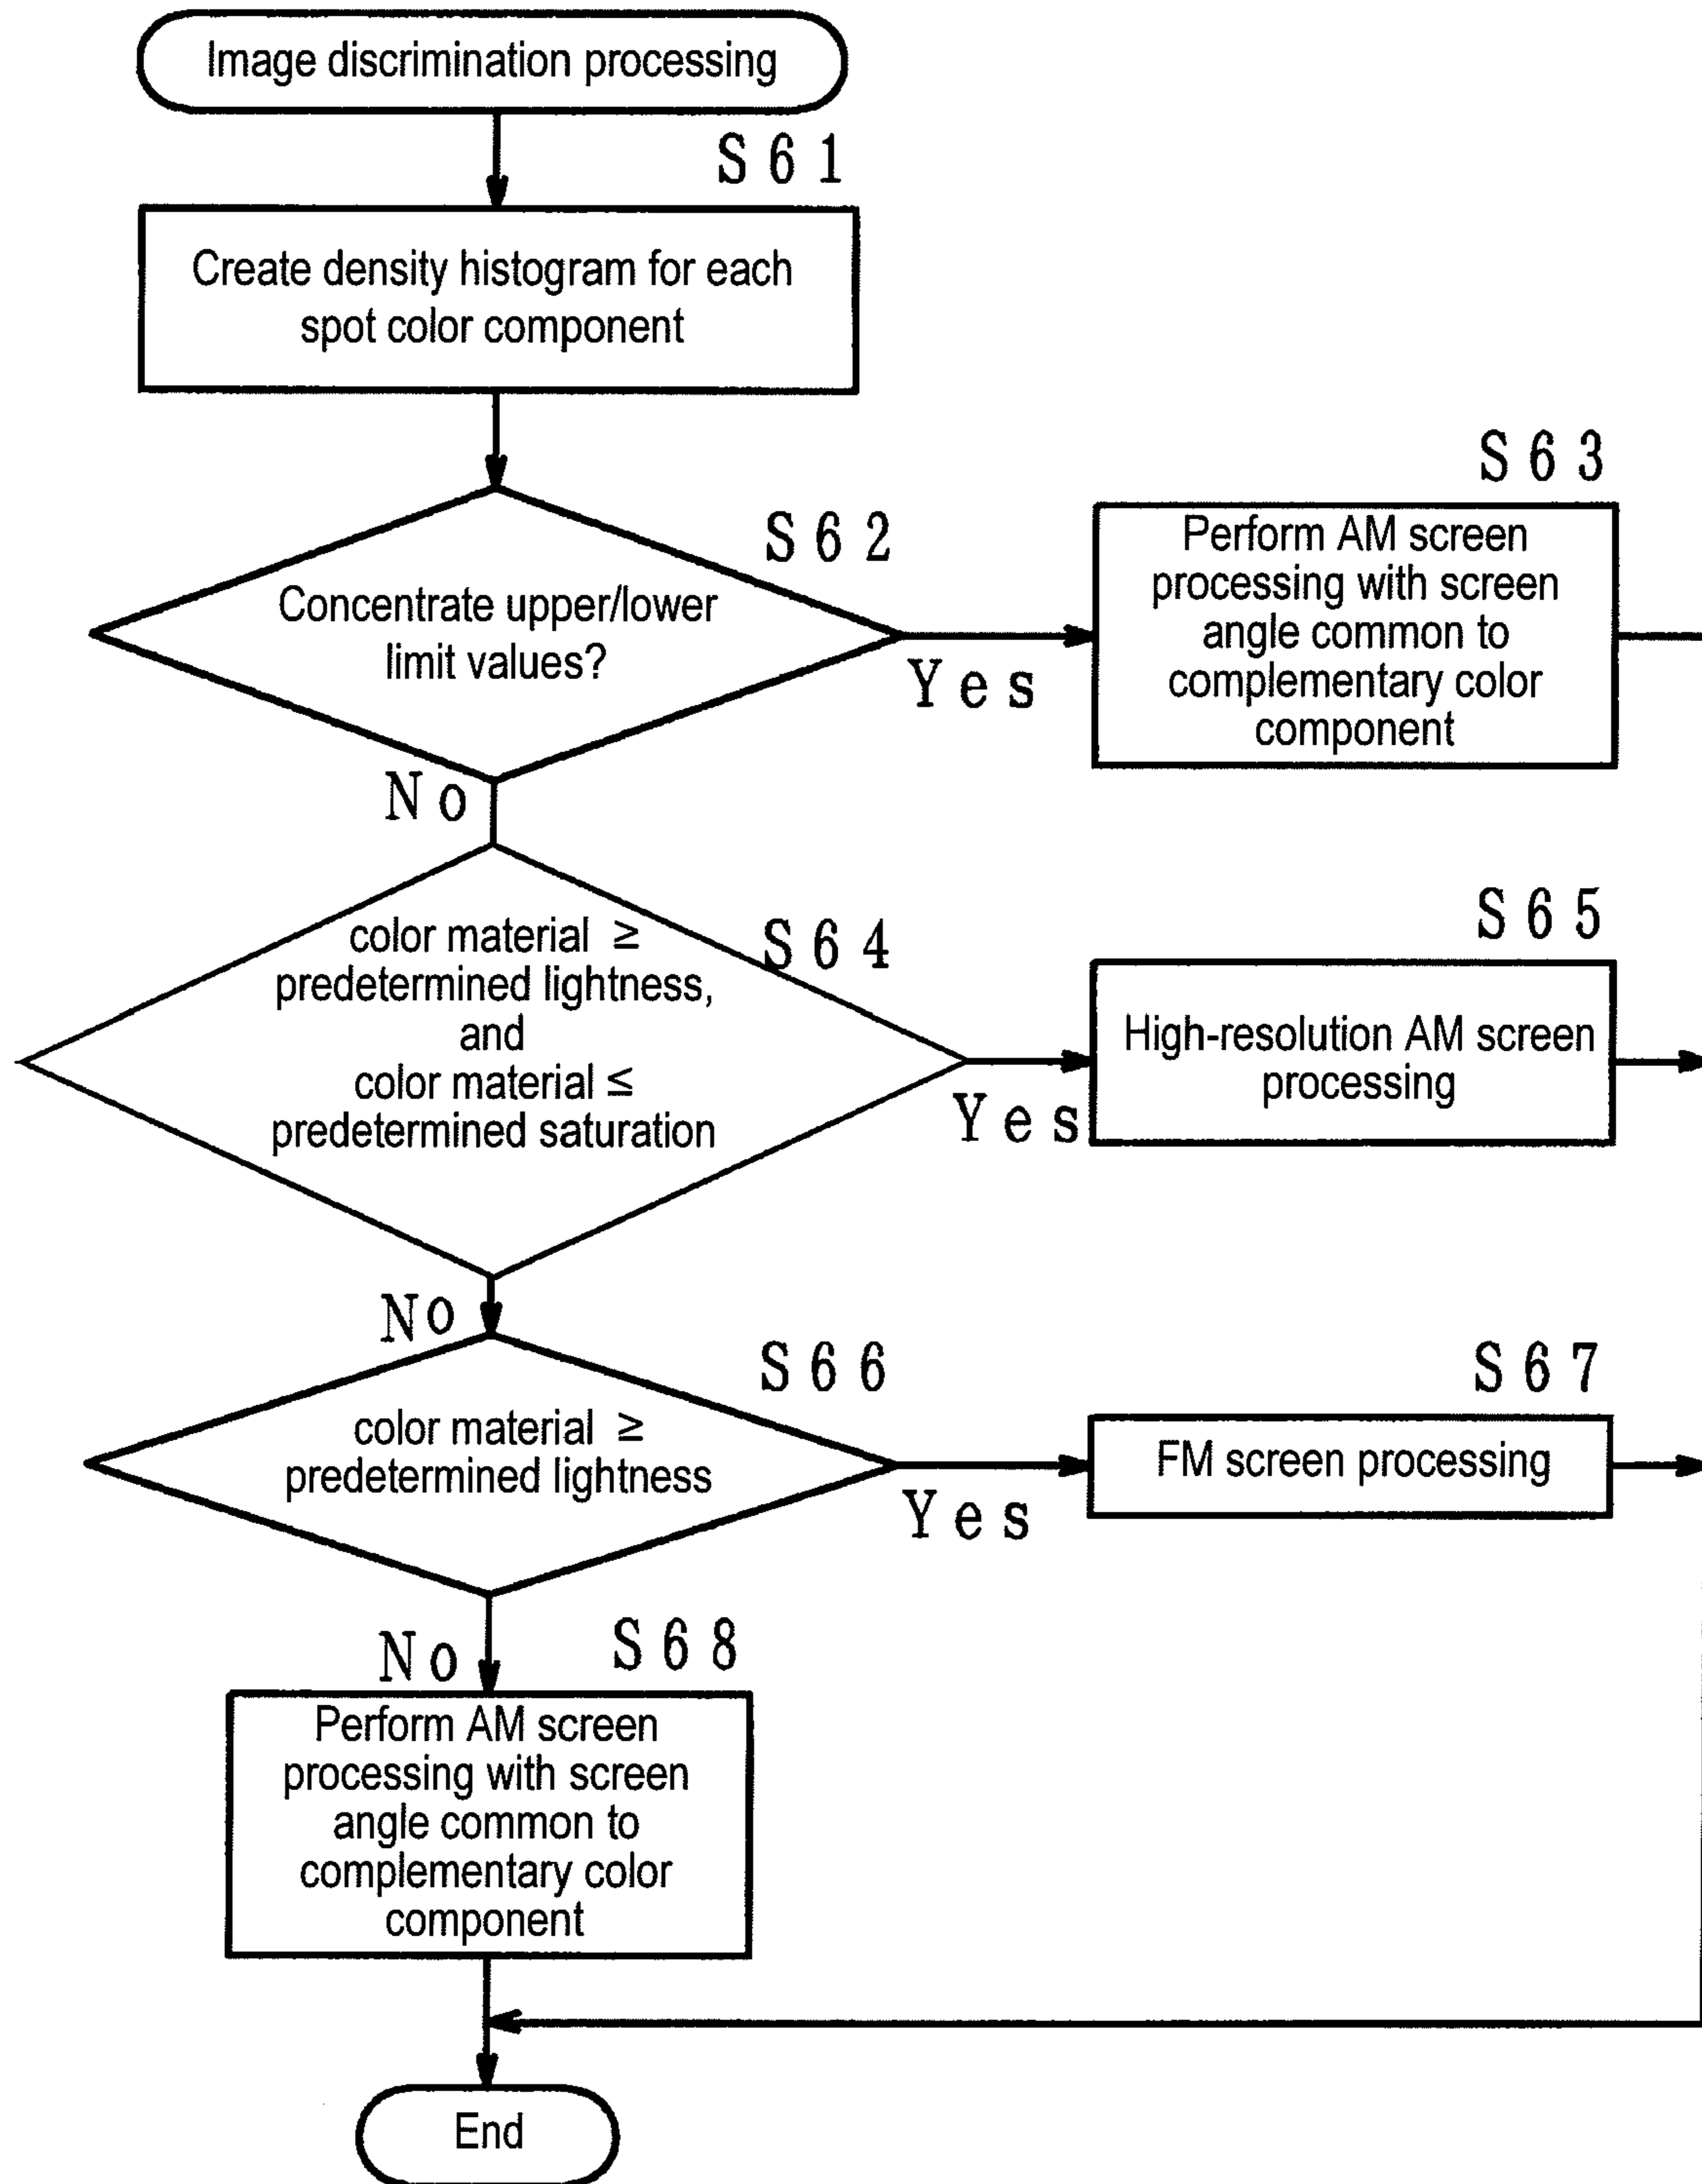 Image discrimination processing
S61
Create density histogram for each
spot color component
S62
Concentrate upper/lower
limit values?
Yes
No
S63
Perform AM screen
processing with screen
angle common to
complementary color
component
S64
color material ≥
predetermined lightness,
and
color material ≤
predetermined saturation
Yes
No
S65
High-resolution AM screen
processing
S66
color material ≥
predetermined lightness
Yes
No
S67
FM screen processing
S68
Perform AM screen
processing with screen
angle common to
complementary color
component
End